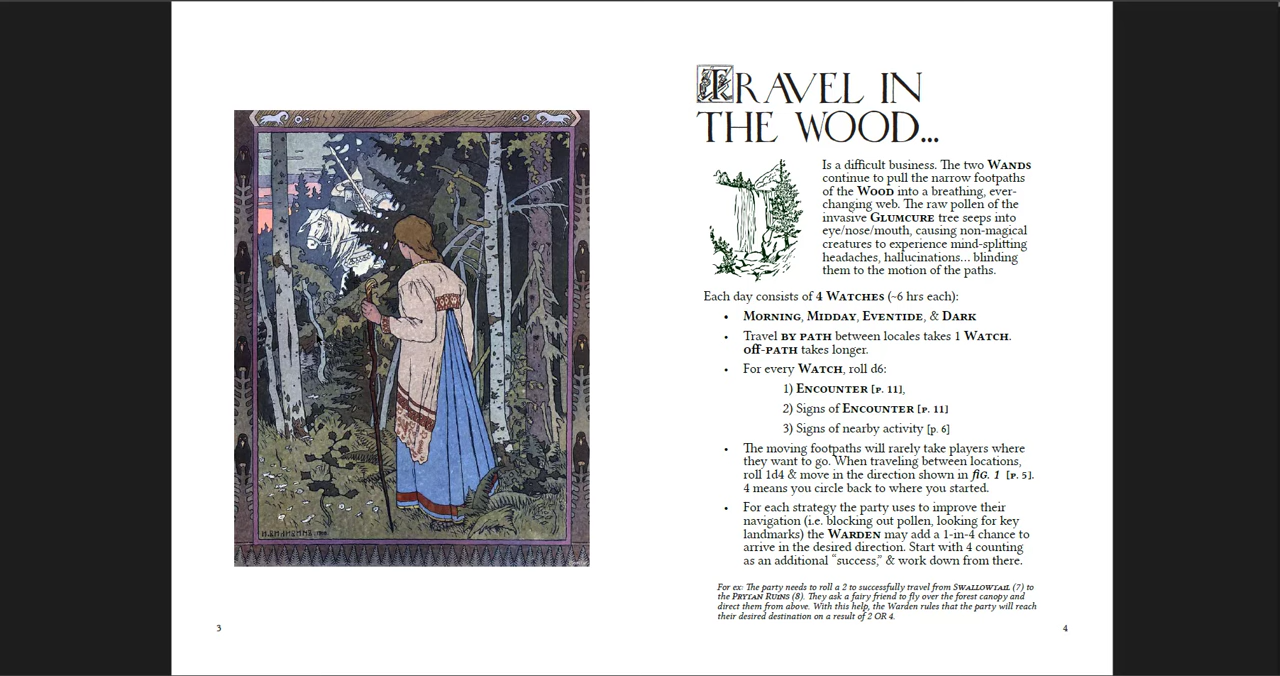 TRAVEL IN
THE WOOD...
Is a difficult business. The two WANDS
continue to pull the narrow footpaths
of the WOOD into a breathing, ever-
changing web. The raw pollen of the
invasive GLUMCURE tree seeps into
eye/nose/mouth, causing non-magical
creatures to experience mind-splitting
headaches, hallucinations... blinding
them to the motion of the paths.
Each day consists of 4 WATCHES (~6 hrs each):
• MORNING, MIDDAY, EVENTIDE, & DARK
• Travel BY PATH between locales takes 1 WATCH.
off-PATH takes longer.
• For every WATCH, roll d6:
1) ENCOUNTER [P. 11],
2) Signs of ENCOUNTER [P. 11]
3) Signs of nearby activity [p. 6]
• The moving footpaths will rarely take players where
they want to go. When traveling between locations,
roll 1d4 & move in the direction shown in fIG. 1 [P. 5].
4 means you circle back to where you started.
• For each strategy the party uses to improve their
navigation (i.e. blocking out pollen, looking for key
landmarks) the WARDEN may add a 1-in-4 chance to
arrive in the desired direction. Start with 4 counting
as an additional “success,” & work down from there.
For ex: The party needs to roll a 2 to successfully travel from SWALLOWTAIL (7) to
the PRYTAN RUINS (8). They ask a fairy friend to fly over the forest canopy and
direct them from above. With this help, the Warden rules that the party will reach
their desired destination on a result of 2 OR 4.
3
4